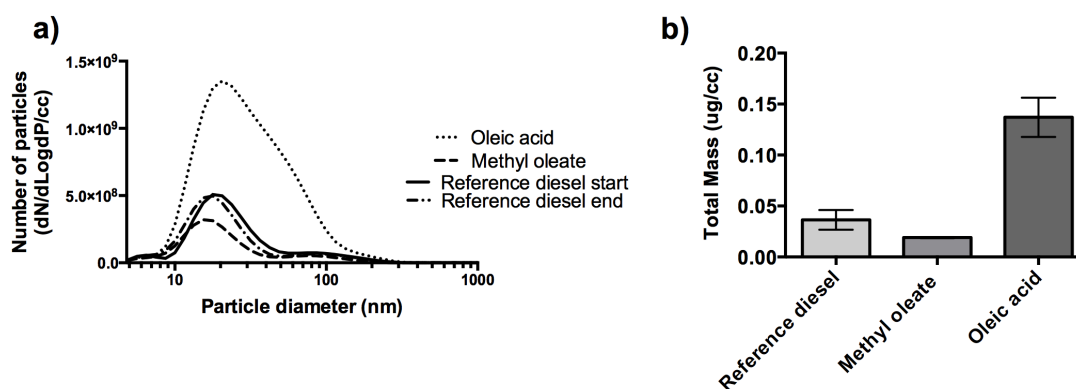 a)
Number of particles
(dN/dLogdP/cc)
1.5×10⁹
1.0×10⁹
5.0×10⁸
0.0
10
100
1000
Particle diameter (nm)
Oleic acid
Methyl oleate
Reference diesel start
Reference diesel end
b)
Total Mass (ug/cc)
0.20
0.15
0.10
0.05
0.00
Reference diesel
Methyl oleate
Oleic acid